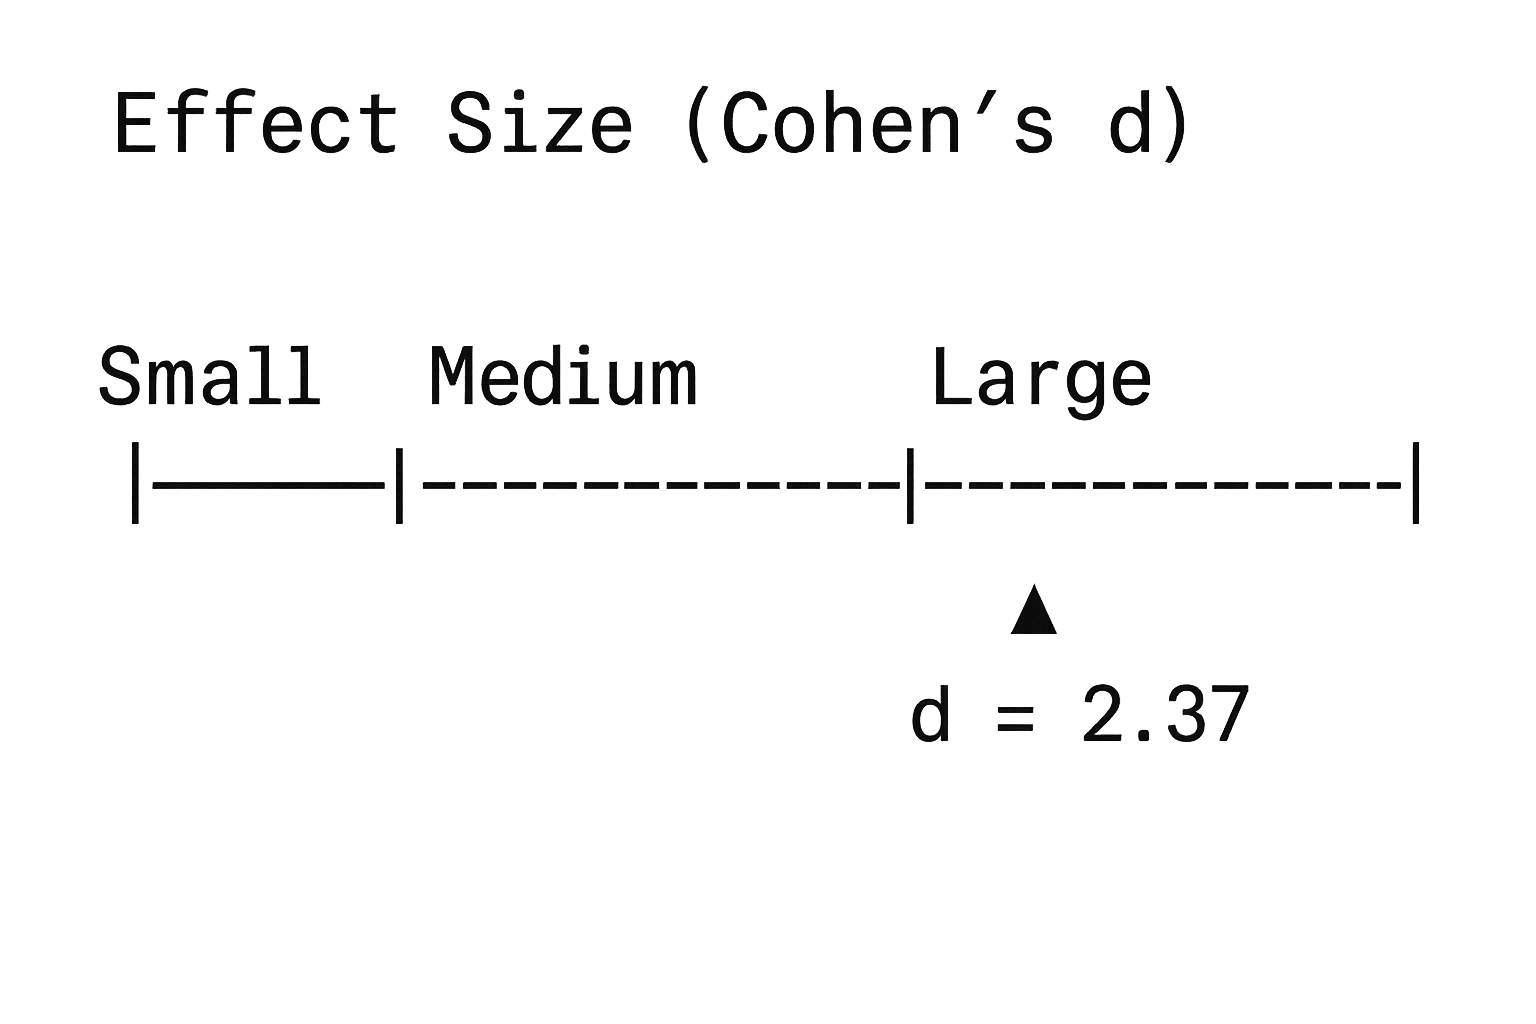 Effect Size (Cohen′s d)
Small Medium Large
|————|------------|------------|
▲
d = 2.37